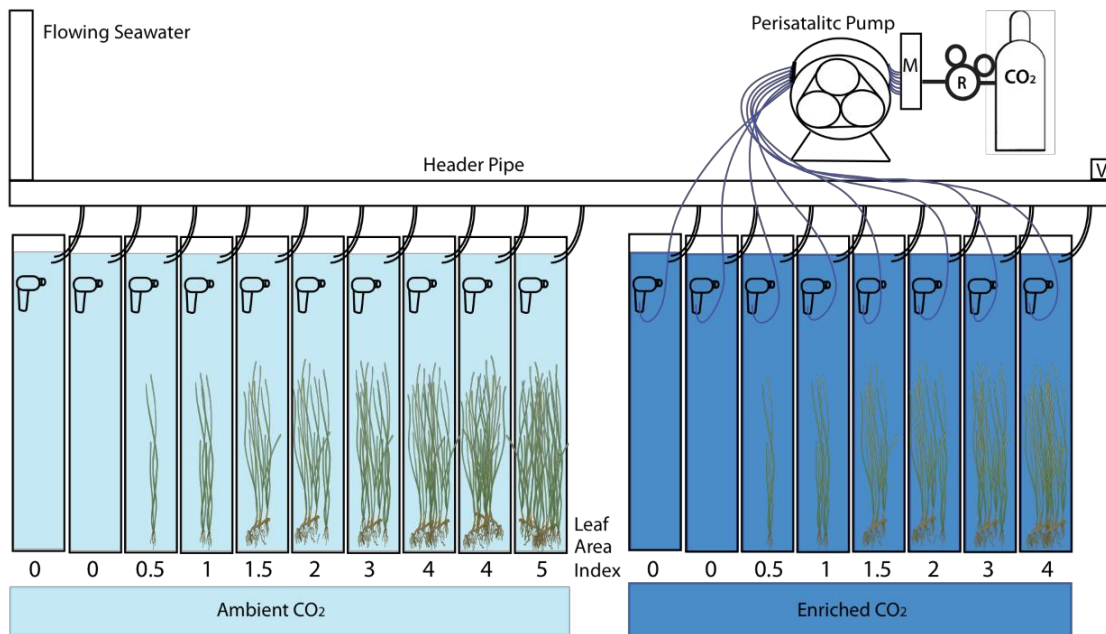 Flowing Seawater
Perisatalitc Pump
M
R
CO₂
Header Pipe
V
Leaf
Area
Index
0 0 0.5 1 1.5 2 3 4 4 5
0 0 0.5 1 1.5 2 3 4
Ambient CO₂
Enriched CO₂